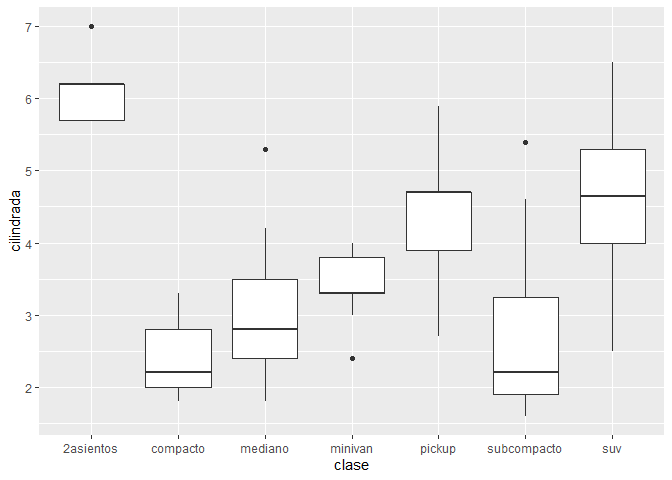 cilindrada
7
6
5
4
3
2
2asientos compacto mediano minivan pickup subcompacto suv
clase